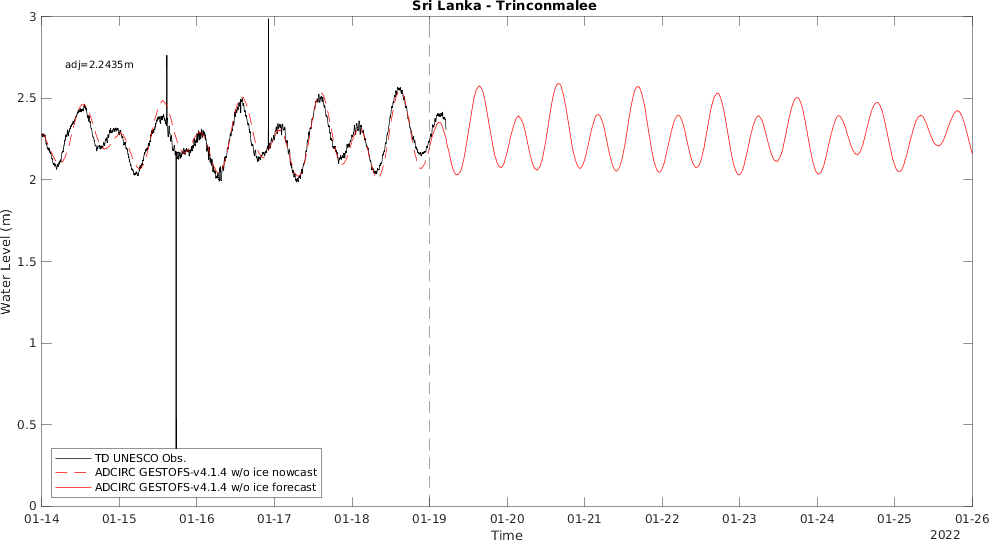 Sri Lanka - Trinconmalee
adj=2.2435m
3
2.5
2
1.5
1
0.5
0
Water Level (m)
TD UNESCO Obs.
ADCIRC GESTOFS-v4.1.4 w/o ice nowcast
ADCIRC GESTOFS-v4.1.4 w/o ice forecast
01-14 01-15 01-16 01-17 01-18 01-19 01-20 01-21 01-22 01-23 01-24 01-25 01-26
Time
2022